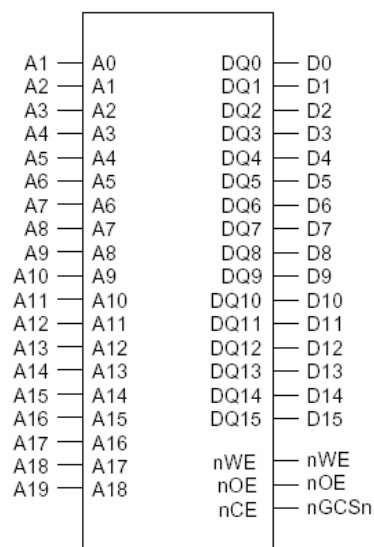 A1 A0 DQ0 D0
A2 A1 DQ1 D1
A3 A2 DQ2 D2
A4 A3 DQ3 D3
A5 A4 DQ4 D4
A6 A5 DQ5 D5
A7 A6 DQ6 D6
A8 A7 DQ7 D7
A9 A8 DQ8 D8
A10 A9 DQ9 D9
A11 A10 DQ10 D10
A12 A11 DQ11 D11
A13 A12 DQ12 D12
A14 A13 DQ13 D13
A15 A14 DQ14 D14
A16 A15 DQ15 D15
A17 A16
A18 A17 nWE nWE
A19 A18 nOE nOE
nCE nGCSn